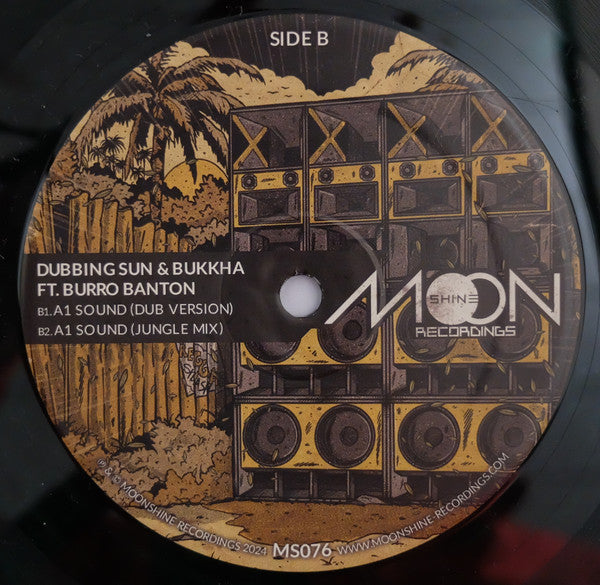 SIDE B
DUBBING SUN & BUKKHA
FT. BURRO BANTON
B1. A1 SOUND (DUB VERSION)
B2. A1 SOUND (JUNGLE MIX)
MOON
SHINE
RECORDINGS
℗ & © MOONSHINE RECORDINGS 2024 MS076 WWW.MOONSHINE-RECORDINGS.COM